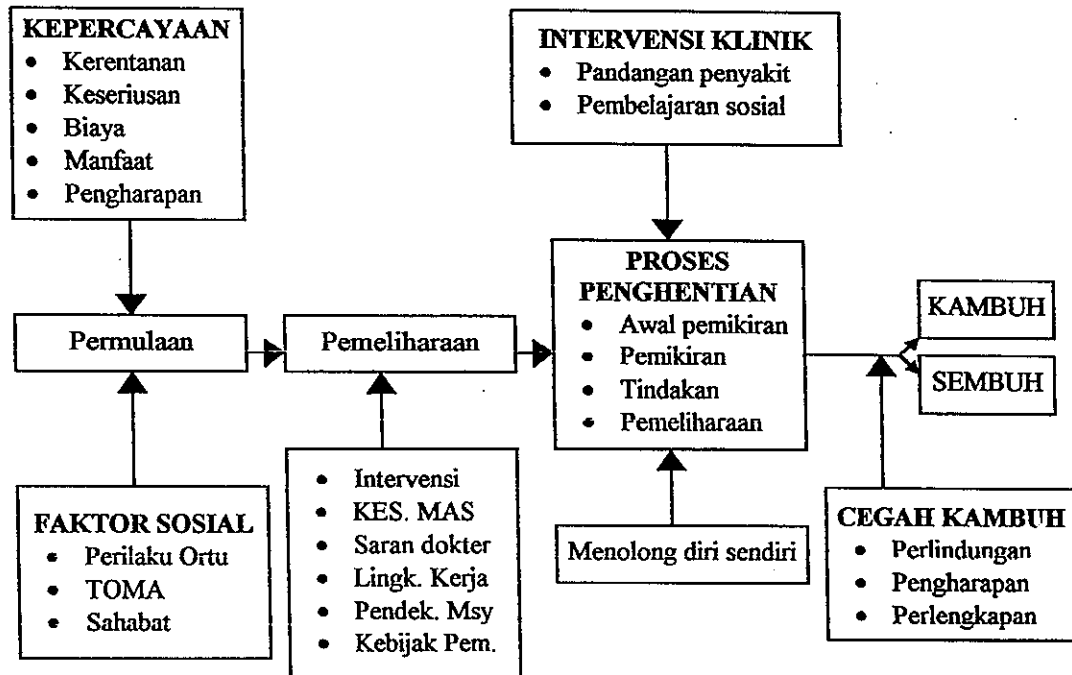 KEPERCAYAAN
• Kerentanan
• Keseriusan
• Biaya
• Manfaat
• Pengharapan
INTERVENSI KLINIK
• Pandangan penyakit
• Pembelajaran sosial
Permulaan
Pemeliharaan
PROSES
PENGHENTIAN
• Awal pemikiran
• Pemikiran
• Tindakan
• Pemeliharaan
KAMBUH
SEMBUH
FAKTOR SOSIAL
• Perilaku Ortu
• TOMA
• Sahabat
• Intervensi
• KES. MAS
• Saran dokter
• Lingk. Kerja
• Pendek. Msy
• Kebijak Pem.
Menolong diri sendiri
CEGAH KAMBUH
• Perlindungan
• Pengharapan
• Perlengkapan